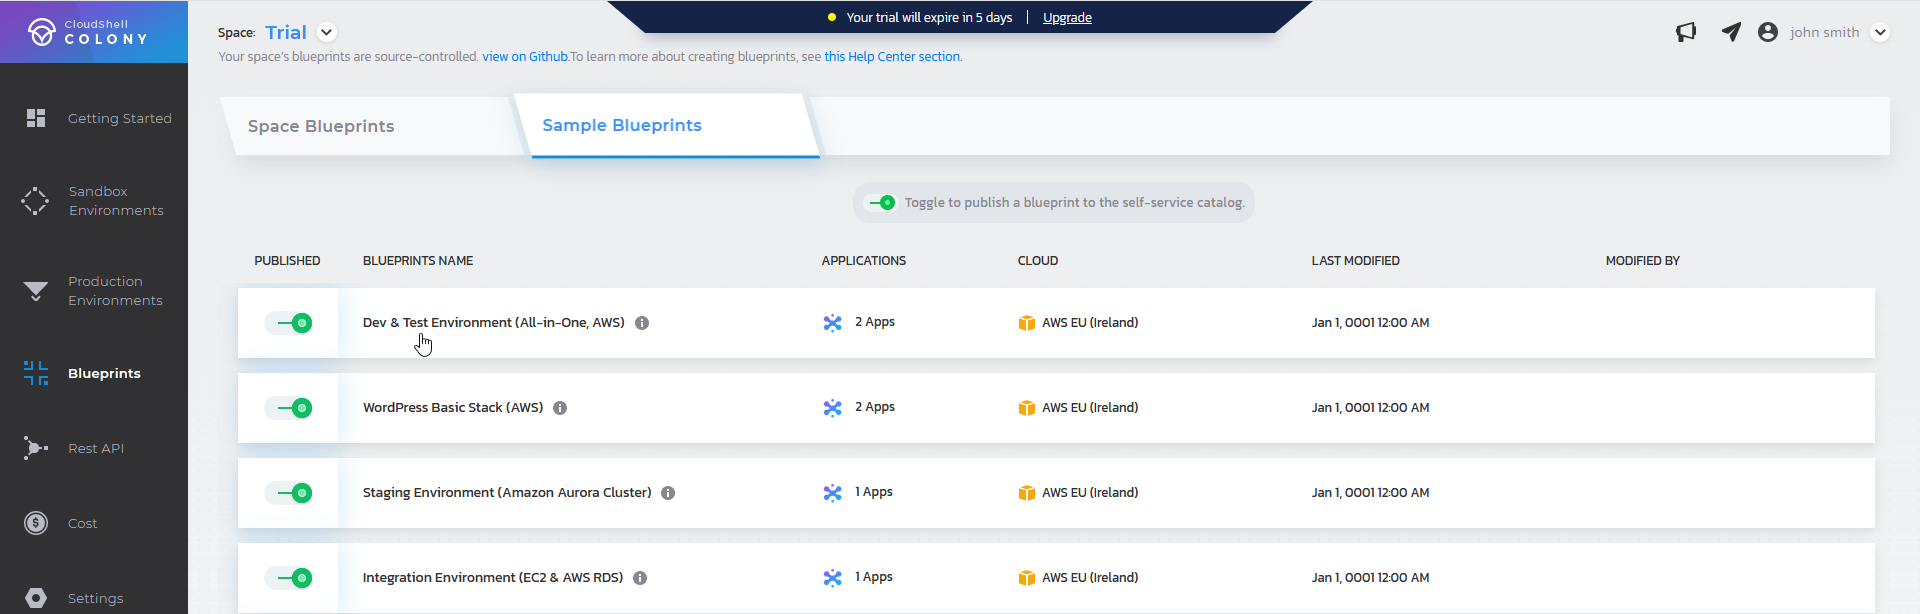 CloudShell
COLONY
Space: Trial
Your trial will expire in 5 days | Upgrade
john smith
Your space's blueprints are source-controlled. view on Github.To learn more about creating blueprints, see this Help Center section.
Getting Started
Sandbox
Environments
Production
Environments
Blueprints
Rest API
Cost
$
Settings
Space Blueprints
Sample Blueprints
Toggle to publish a blueprint to the self-service catalog.
PUBLISHED BLUEPRINTS NAME APPLICATIONS CLOUD LAST MODIFIED MODIFIED BY
Dev & Test Environment (All-in-One, AWS) i 2 Apps AWS EU (Ireland) Jan 1, 0001 12:00 AM
WordPress Basic Stack (AWS) i 2 Apps AWS EU (Ireland) Jan 1, 0001 12:00 AM
Staging Environment (Amazon Aurora Cluster) i 1 Apps AWS EU (Ireland) Jan 1, 0001 12:00 AM
Integration Environment (EC2 & AWS RDS) i 1 Apps AWS EU (Ireland) Jan 1, 0001 12:00 AM